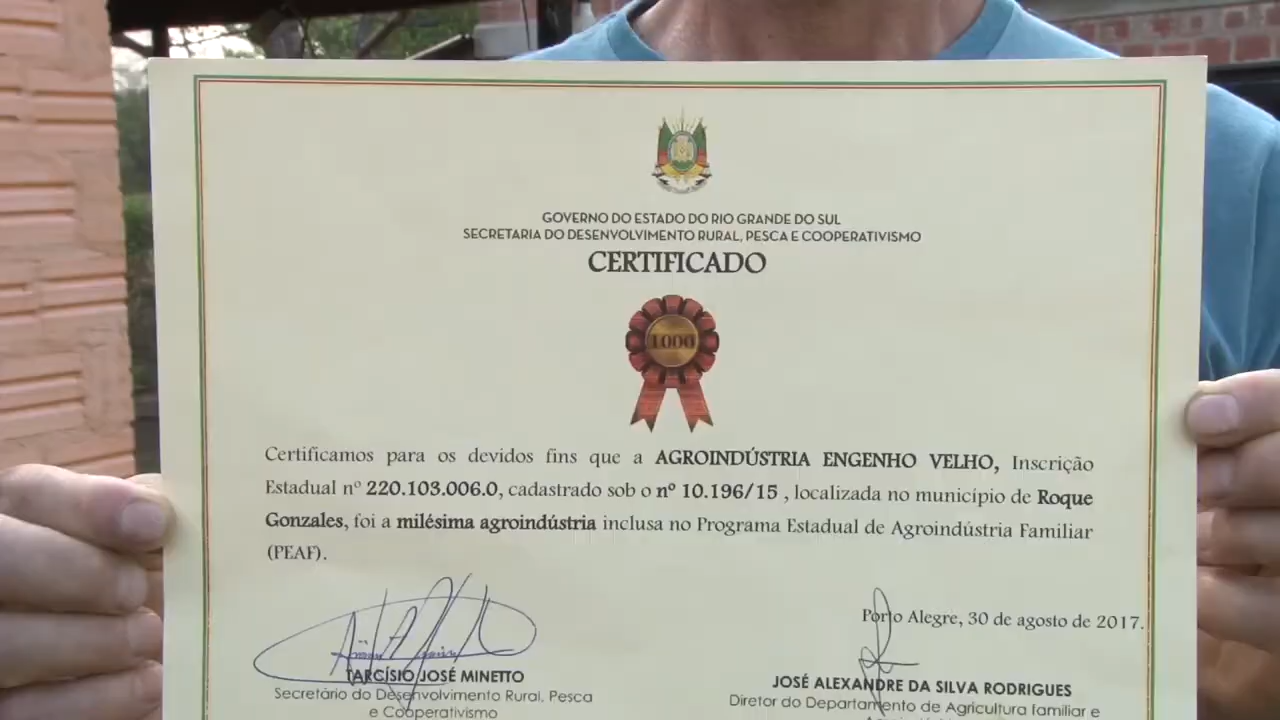 GOVERNO DO ESTADO DO RIO GRANDE DO SUL
SECRETARIA DO DESENVOLVIMENTO RURAL, PESCA E COOPERATIVISMO
CERTIFICADO
1000
Certificamos para os devidos fins que a AGROINDÚSTRIA ENGENHO VELHO, Inscrição
Estadual nº 220.103.006.0, cadastrado sob o nº 10.196/15 , localizada no município de Roque
Gonzales, foi a milésima agroindústria inclusa no Programa Estadual de Agroindústria Familiar
(PEAF).
Porto Alegre, 30 de agosto de 2017.
TARCÍSIO JOSÉ MINETTO
Secretário do Desenvolvimento Rural, Pesca
e Cooperativismo
JOSÉ ALEXANDRE DA SILVA RODRIGUES
Diretor do Departamento de Agricultura familiar e